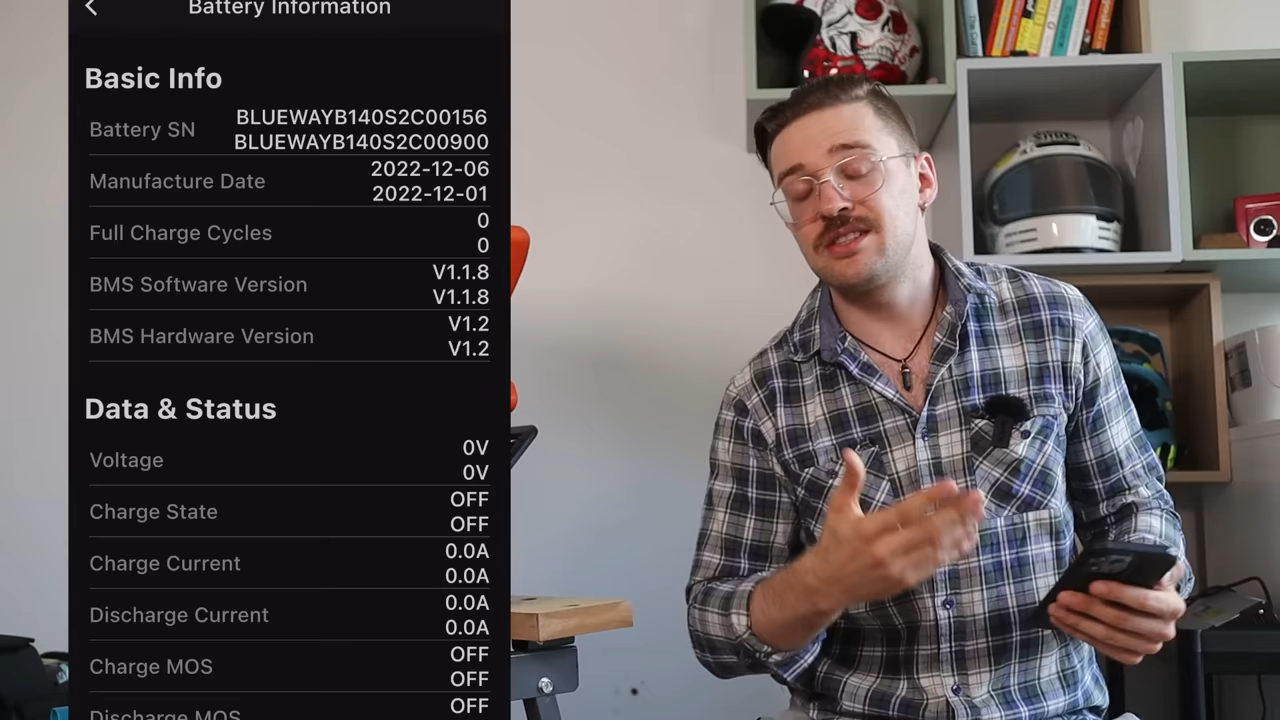 Battery Information
Basic Info
Battery SN
BLUEWAYB140S2C00156
BLUEWAYB140S2C00900
Manufacture Date
2022-12-06
2022-12-01
Full Charge Cycles
0
0
BMS Software Version
V1.1.8
V1.1.8
BMS Hardware Version
V1.2
V1.2
Data & Status
Voltage
0V
0V
Charge State
OFF
OFF
Charge Current
0.0A
0.0A
Discharge Current
0.0A
0.0A
Charge MOS
OFF
OFF
Discharge MOS
OFF